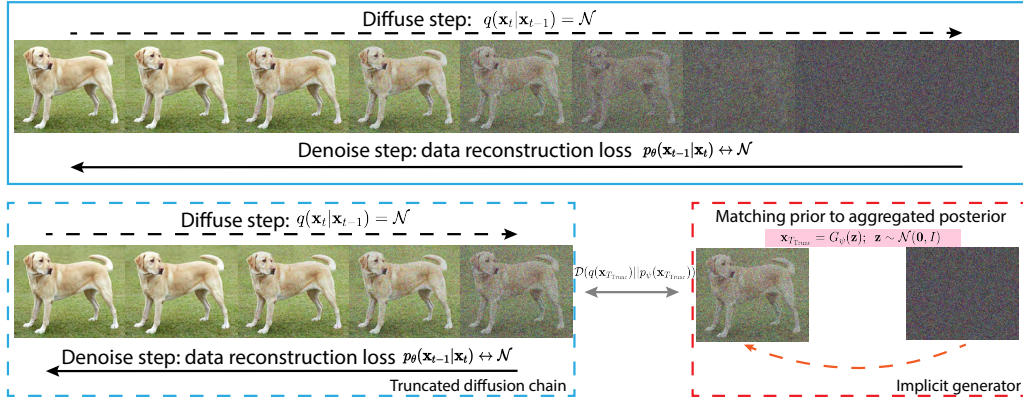 Diffuse step: q(x_t|x_{t−1}) = 𝒩
Denoise step: data reconstruction loss p_θ(x_{t−1}|x_t) ↔ 𝒩
Diffuse step: q(x_t|x_{t−1}) = 𝒩
Denoise step: data reconstruction loss p_θ(x_{t−1}|x_t) ↔ 𝒩
Truncated diffusion chain
𝒟(q(x_{T_Trunc})||p_ψ(x_{T_Trunc}))
Matching prior to aggregated posterior
x_{T_Trunc} = G_ψ(z); z ∼ 𝒩(0, I)
Implicit generator